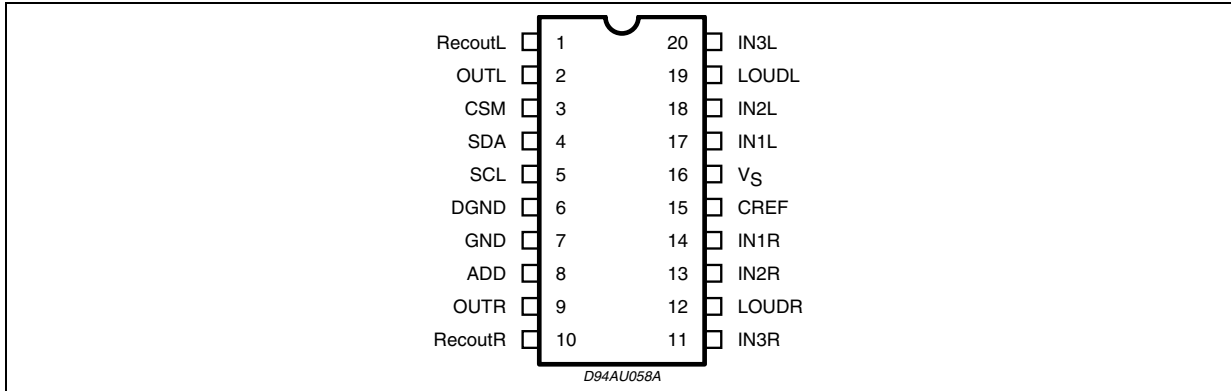 RecoutL 1 20 IN3L
OUTL 2 19 LOUDL
CSM 3 18 IN2L
SDA 4 17 IN1L
SCL 5 16 VS
DGND 6 15 CREF
GND 7 14 IN1R
ADD 8 13 IN2R
OUTR 9 12 LOUDR
RecoutR 10 11 IN3R
D94AU058A